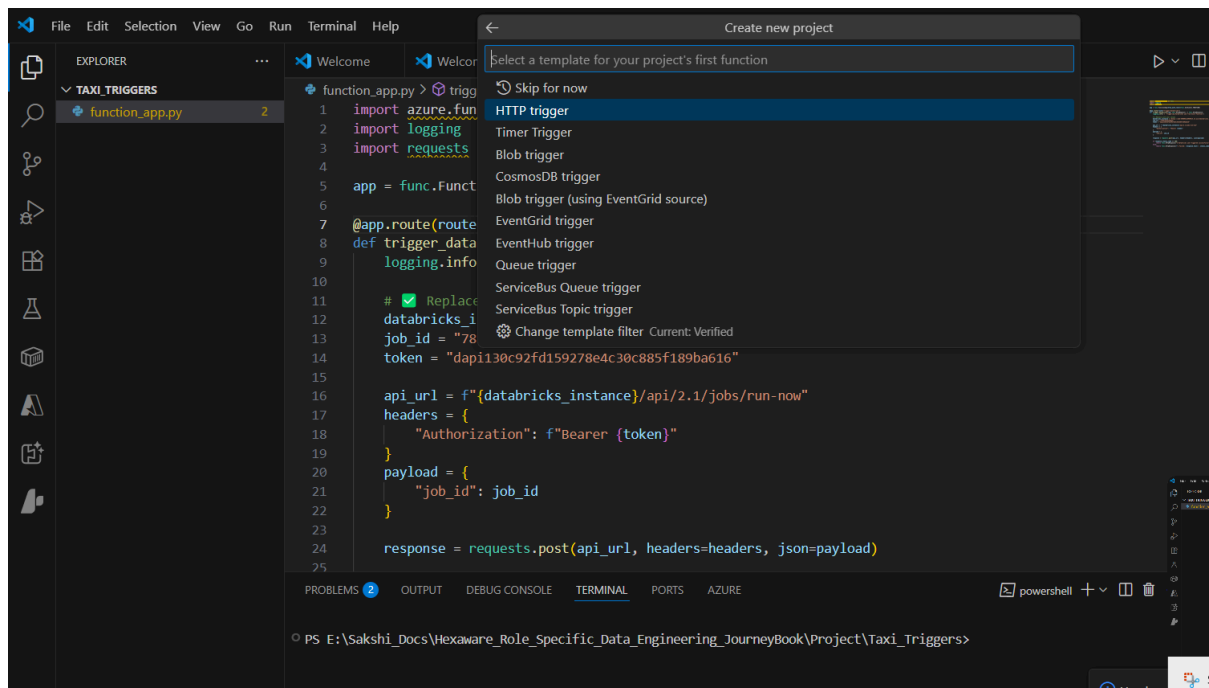 File Edit Selection View Go Run Terminal Help
Create new project
Select a template for your project's first function
Skip for now
HTTP trigger
Timer Trigger
Blob trigger
CosmosDB trigger
Blob trigger (using EventGrid source)
EventGrid trigger
EventHub trigger
Queue trigger
ServiceBus Queue trigger
ServiceBus Topic trigger
Change template filter Current: Verified
EXPLORER ...
TAXI_TRIGGERS
function_app.py 2
Welcome Welcor
function_app.py > trigg
1 import azure.fun
2 import logging
3 import requests
4
5 app = func.Funct
6
7 @app.route(route
8 def trigger_data
9 logging.info
10
11 # ✅ Replace
12 databricks_i
13 job_id = "78
14 token = "dapi130c92fd159278e4c30c885f189ba616"
15
16 api_url = f"{databricks_instance}/api/2.1/jobs/run-now"
17 headers = {
18 "Authorization": f"Bearer {token}"
19 }
20 payload = {
21 "job_id": job_id
22 }
23
24 response = requests.post(api_url, headers=headers, json=payload)
25
PROBLEMS 2 OUTPUT DEBUG CONSOLE TERMINAL PORTS AZURE
powershell
PS E:\Sakshi_Docs\Hexaware_Role_Specific_Data_Engineering_JourneyBook\Project\Taxi_Triggers>